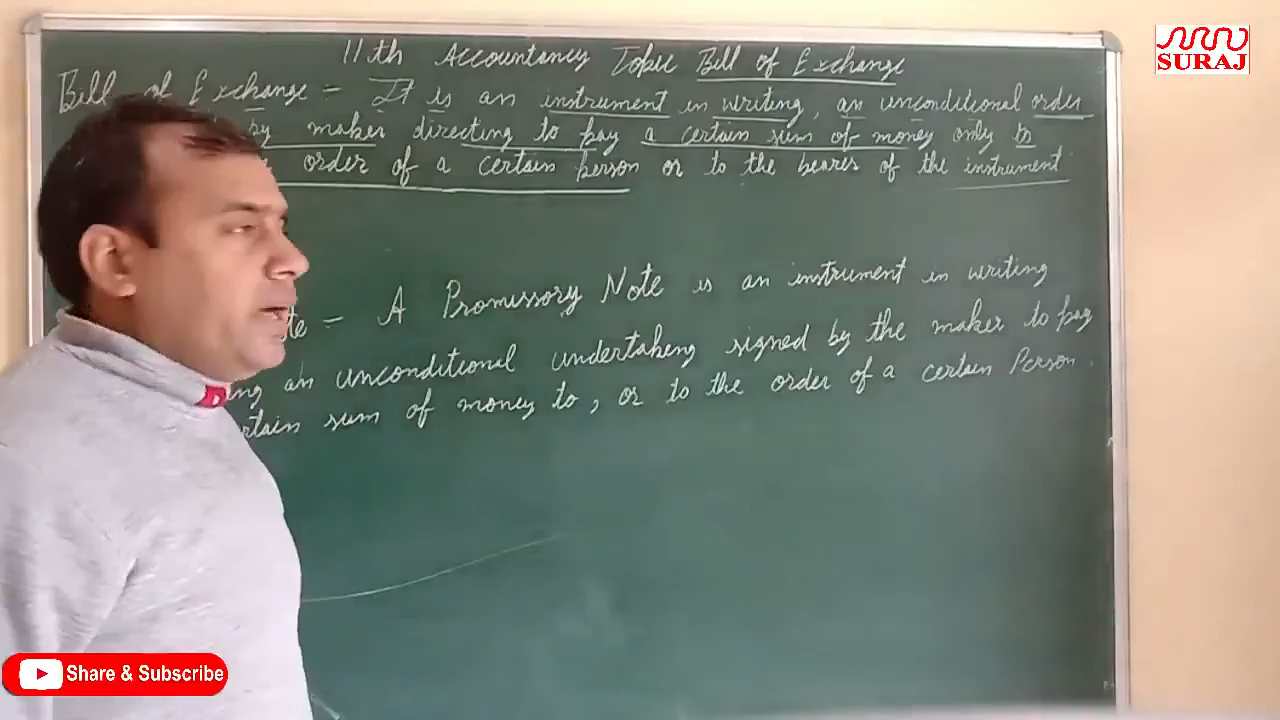 11th Accountancy Topic Bill of Exchange
Bill of Exchange - It is an instrument in writing, an unconditional order
by maker directing to pay a certain sum of money only to
order of a certain person or to the bearer of the instrument
te - A Promissory Note is an instrument in writing
ng an unconditional undertaking signed by the maker to pay
rtain sum of money to, or to the order of a certain Person.
SURAJ
Share & Subscribe